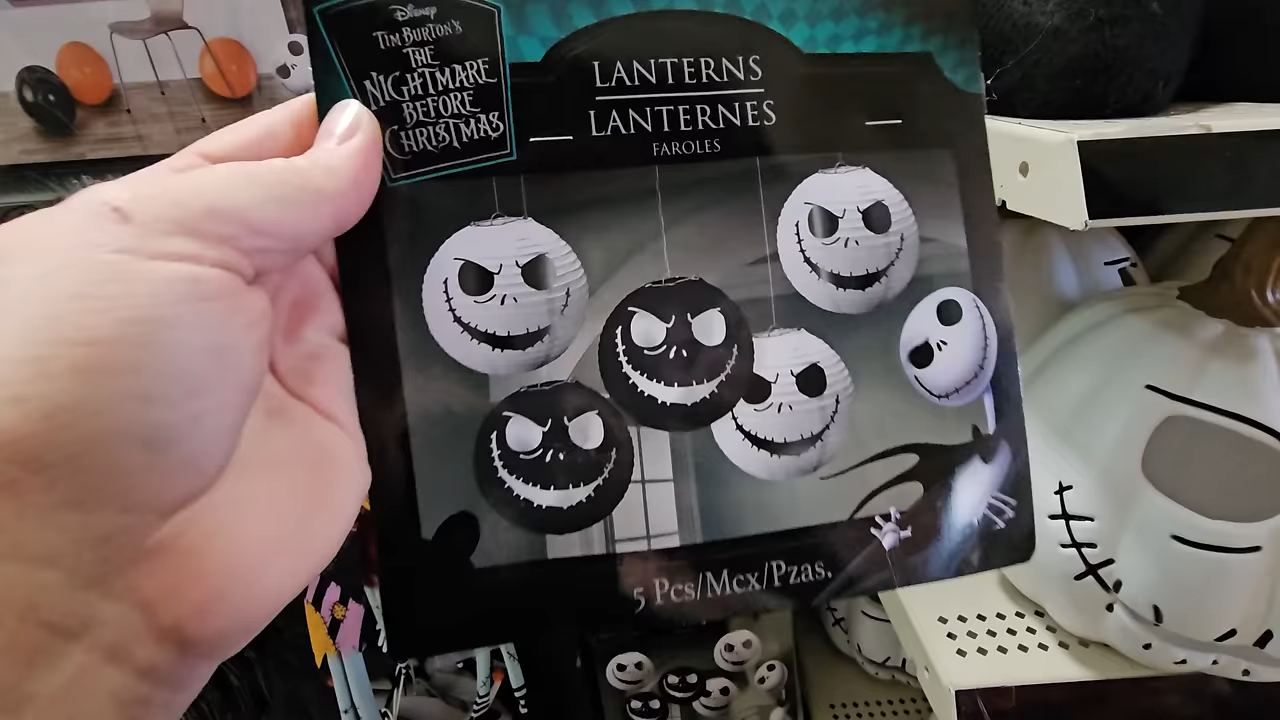 Disney
TIM BURTON'S
THE
NIGHTMARE
BEFORE
CHRISTMAS
LANTERNS
LANTERNES
FAROLES
5 Pcs/Mcx/Pzas.